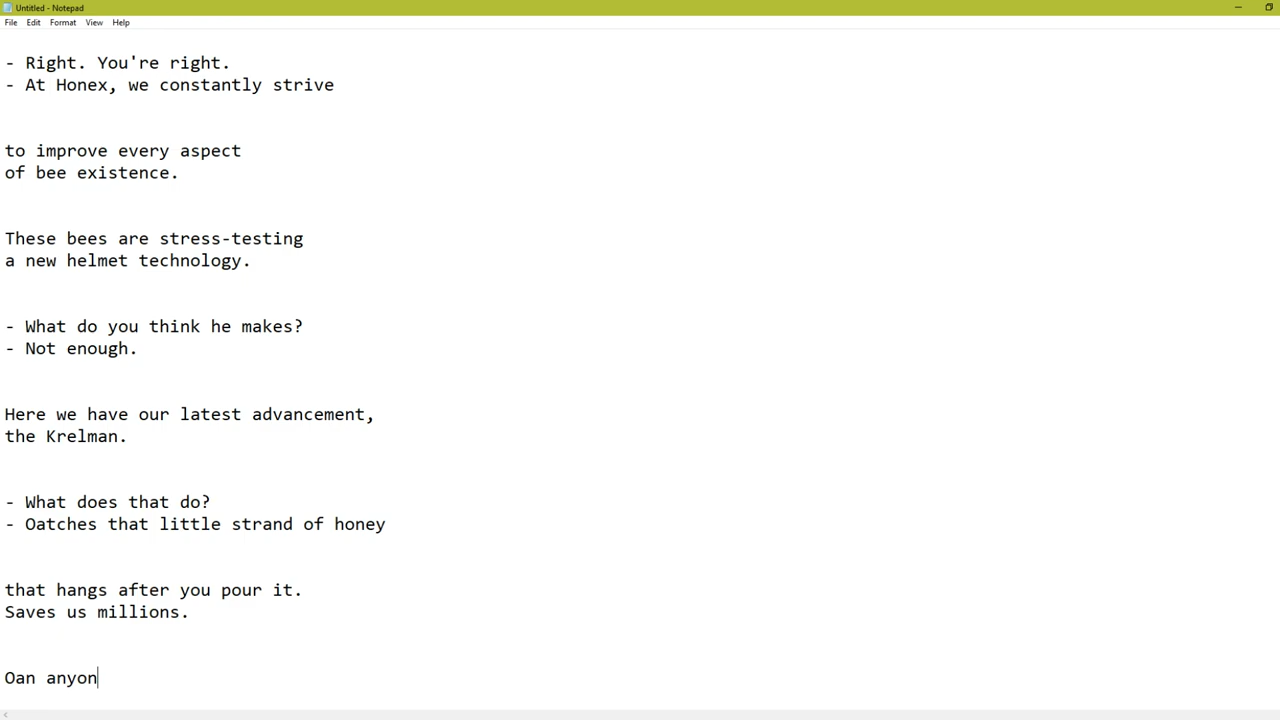 Untitled - Notepad
File Edit Format View Help
- Right. You're right.
- At Honex, we constantly strive
to improve every aspect
of bee existence.
These bees are stress-testing
a new helmet technology.
- What do you think he makes?
- Not enough.
Here we have our latest advancement,
the Krelman.
- What does that do?
- Oatches that little strand of honey
that hangs after you pour it.
Saves us millions.
Oan anyon